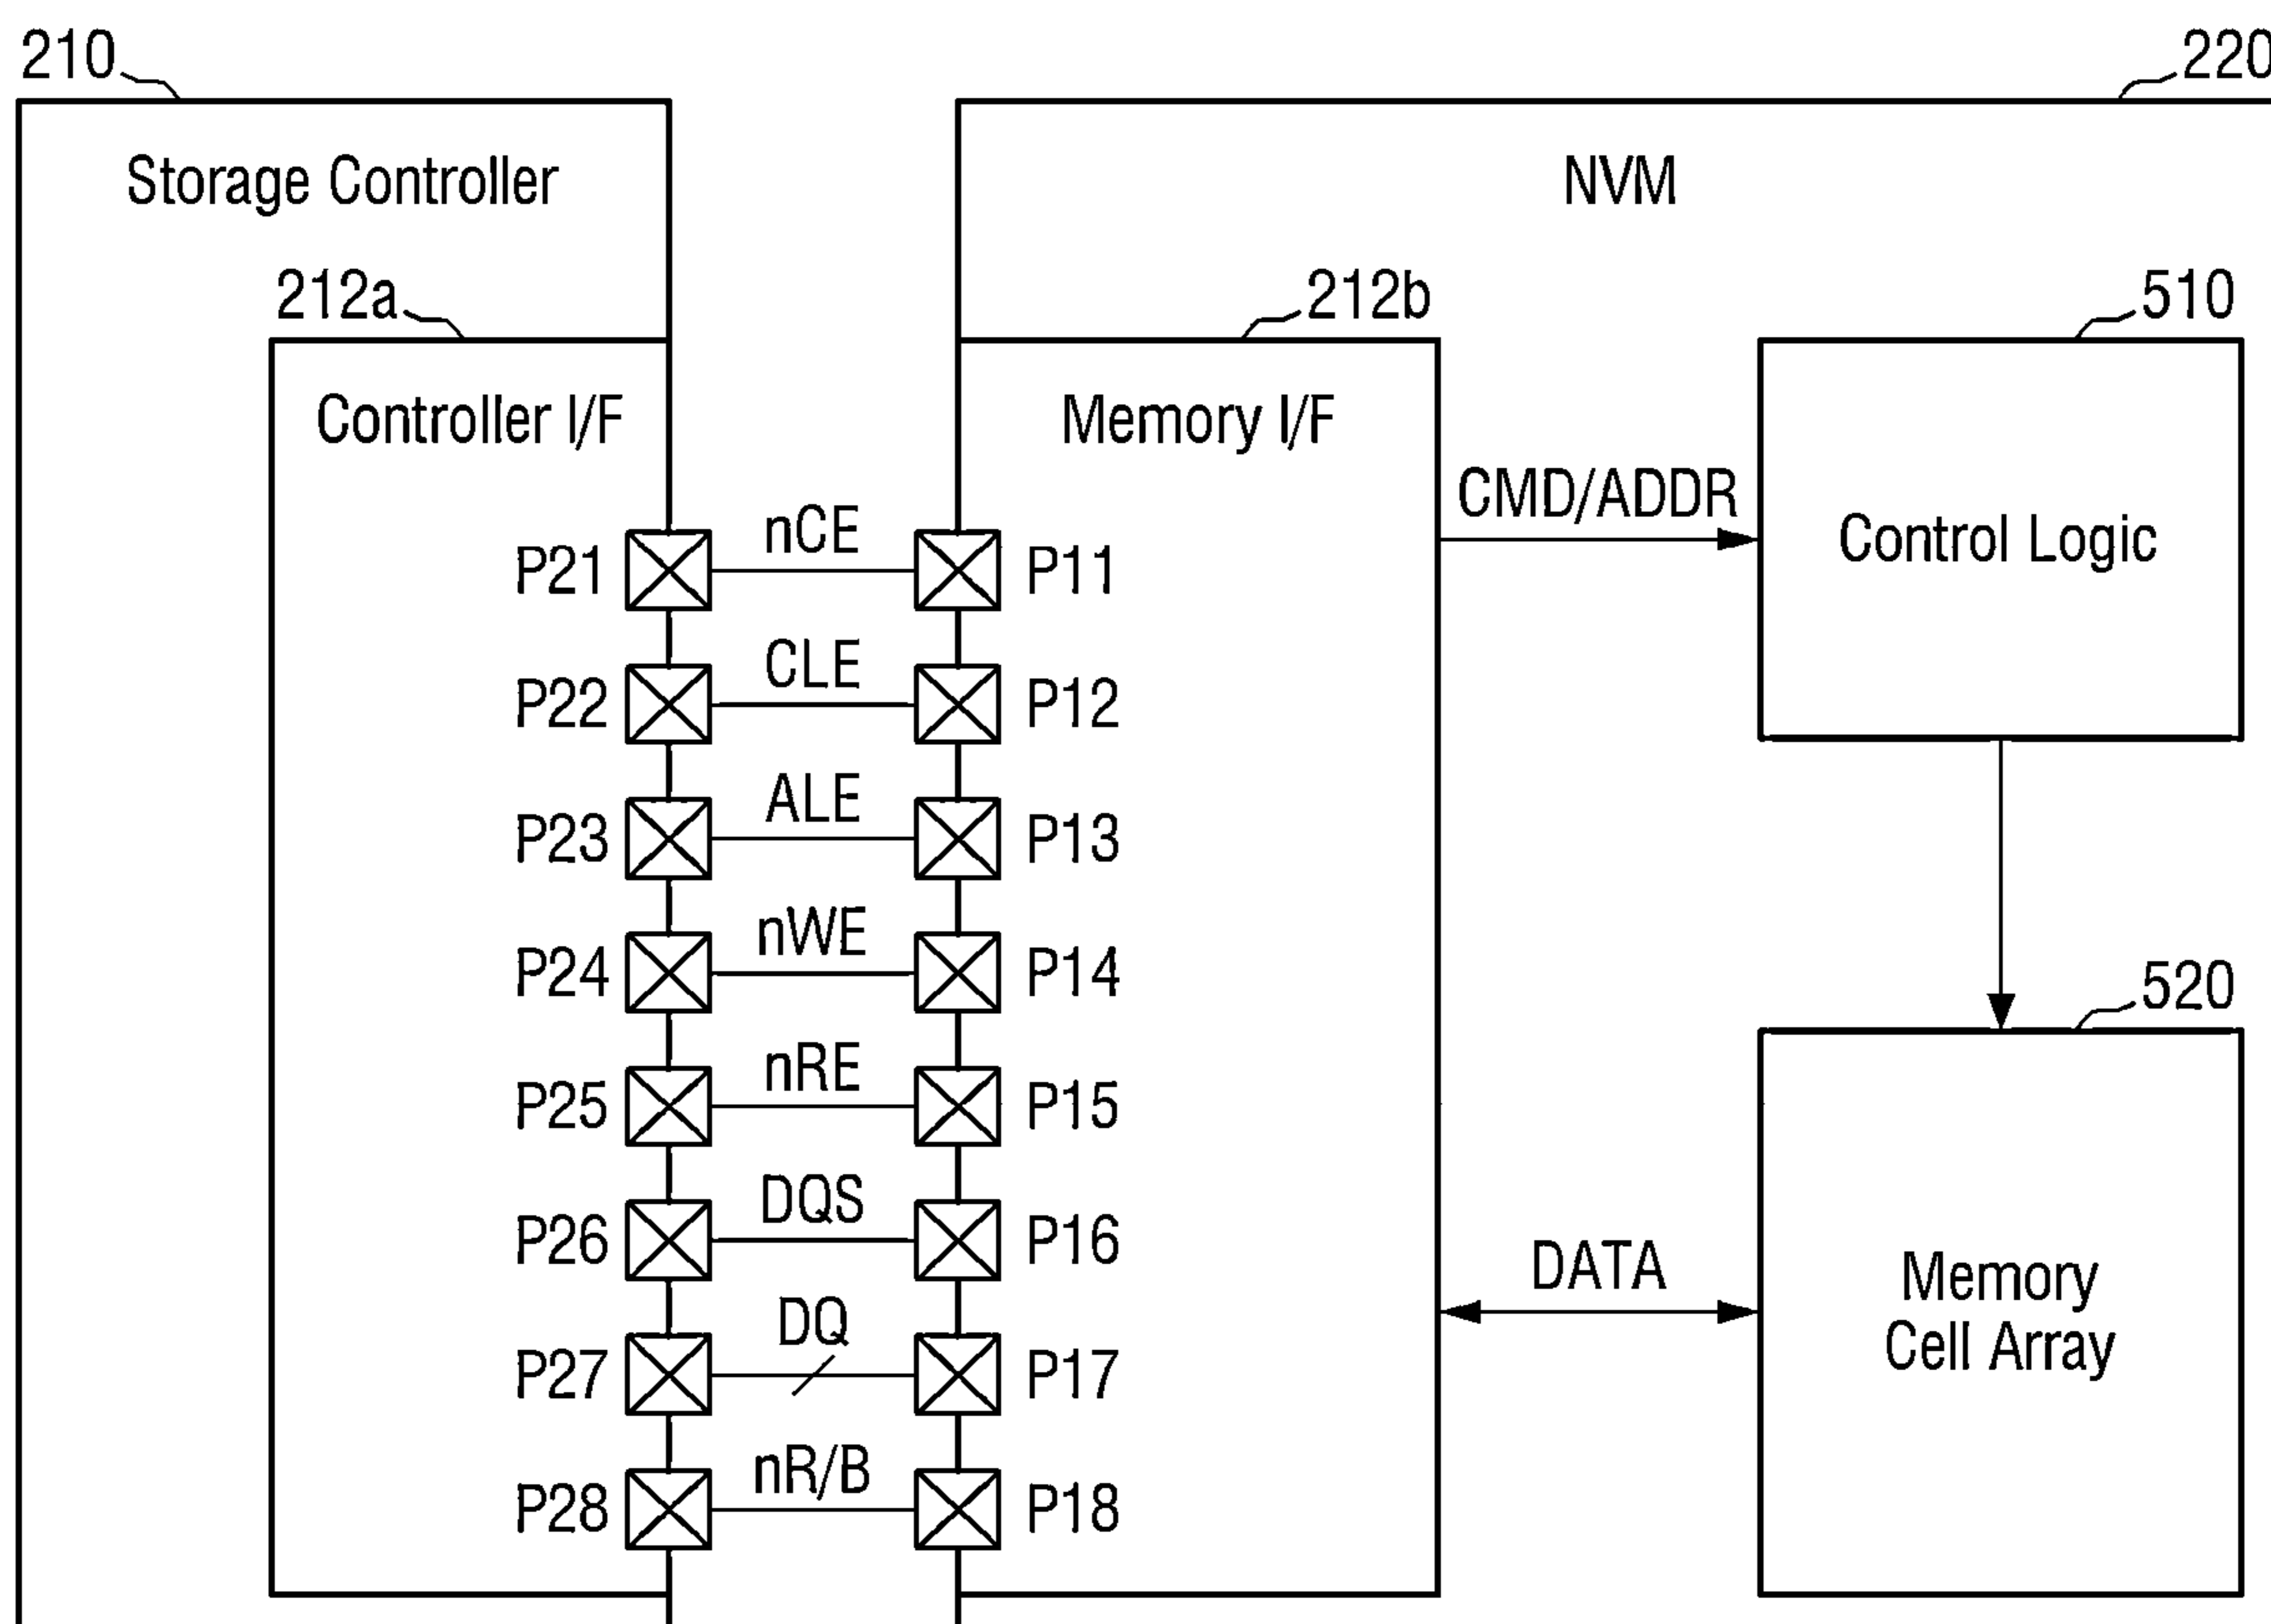 210
220
Storage Controller
NVM
212a
212b
510
Controller I/F
Memory I/F
CMD/ADDR
Control Logic
P21
nCE
P11
P22
CLE
P12
P23
ALE
P13
P24
nWE
P14
520
P25
nRE
P15
P26
DQS
P16
DATA
Memory
Cell Array
P27
DQ
P17
P28
nR/B
P18